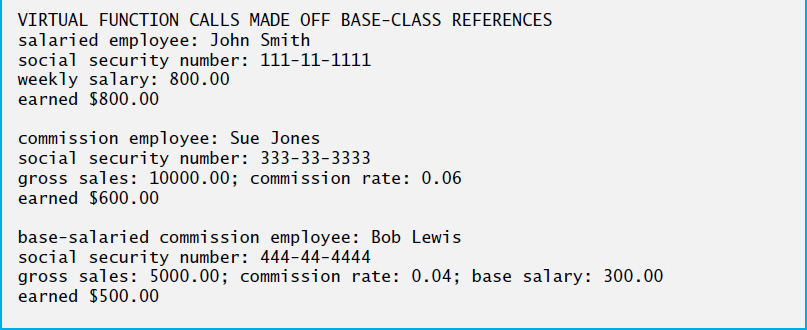 VIRTUAL FUNCTION CALLS MADE OFF BASE-CLASS REFERENCES
salaried employee: John Smith
social security number: 111-11-1111
weekly salary: 800.00
earned $800.00
commission employee: Sue Jones
social security number: 333-33-3333
gross sales: 10000.00; commission rate: 0.06
earned $600.00
base-salaried commission employee: Bob Lewis
social security number: 444-44-4444
gross sales: 5000.00; commission rate: 0.04; base salary: 300.00
earned $500.00